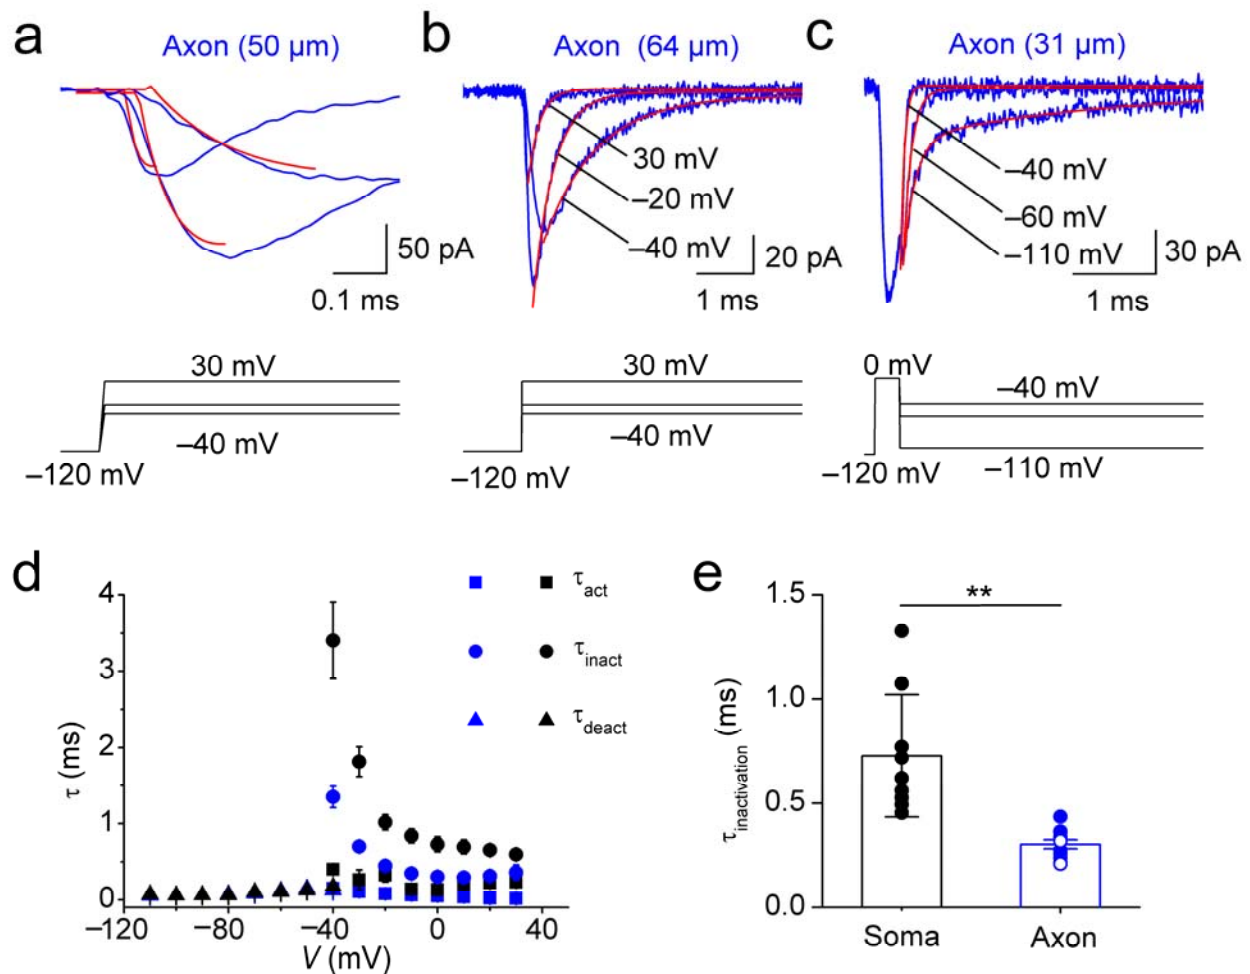 a
Axon (50 µm)
50 pA
0.1 ms
30 mV
–40 mV
–120 mV
b
Axon (64 µm)
30 mV
–20 mV
–40 mV
20 pA
1 ms
30 mV
–40 mV
–120 mV
c
Axon (31 µm)
–40 mV
–60 mV
–110 mV
30 pA
1 ms
0 mV
–40 mV
–120 mV
–110 mV
d
τact
τinact
τdeact
τ (ms)
4
3
2
1
0
–120
–80
–40
0
40
V (mV)
e
**
τinactivation (ms)
1.5
1.0
0.5
0.0
Soma
Axon